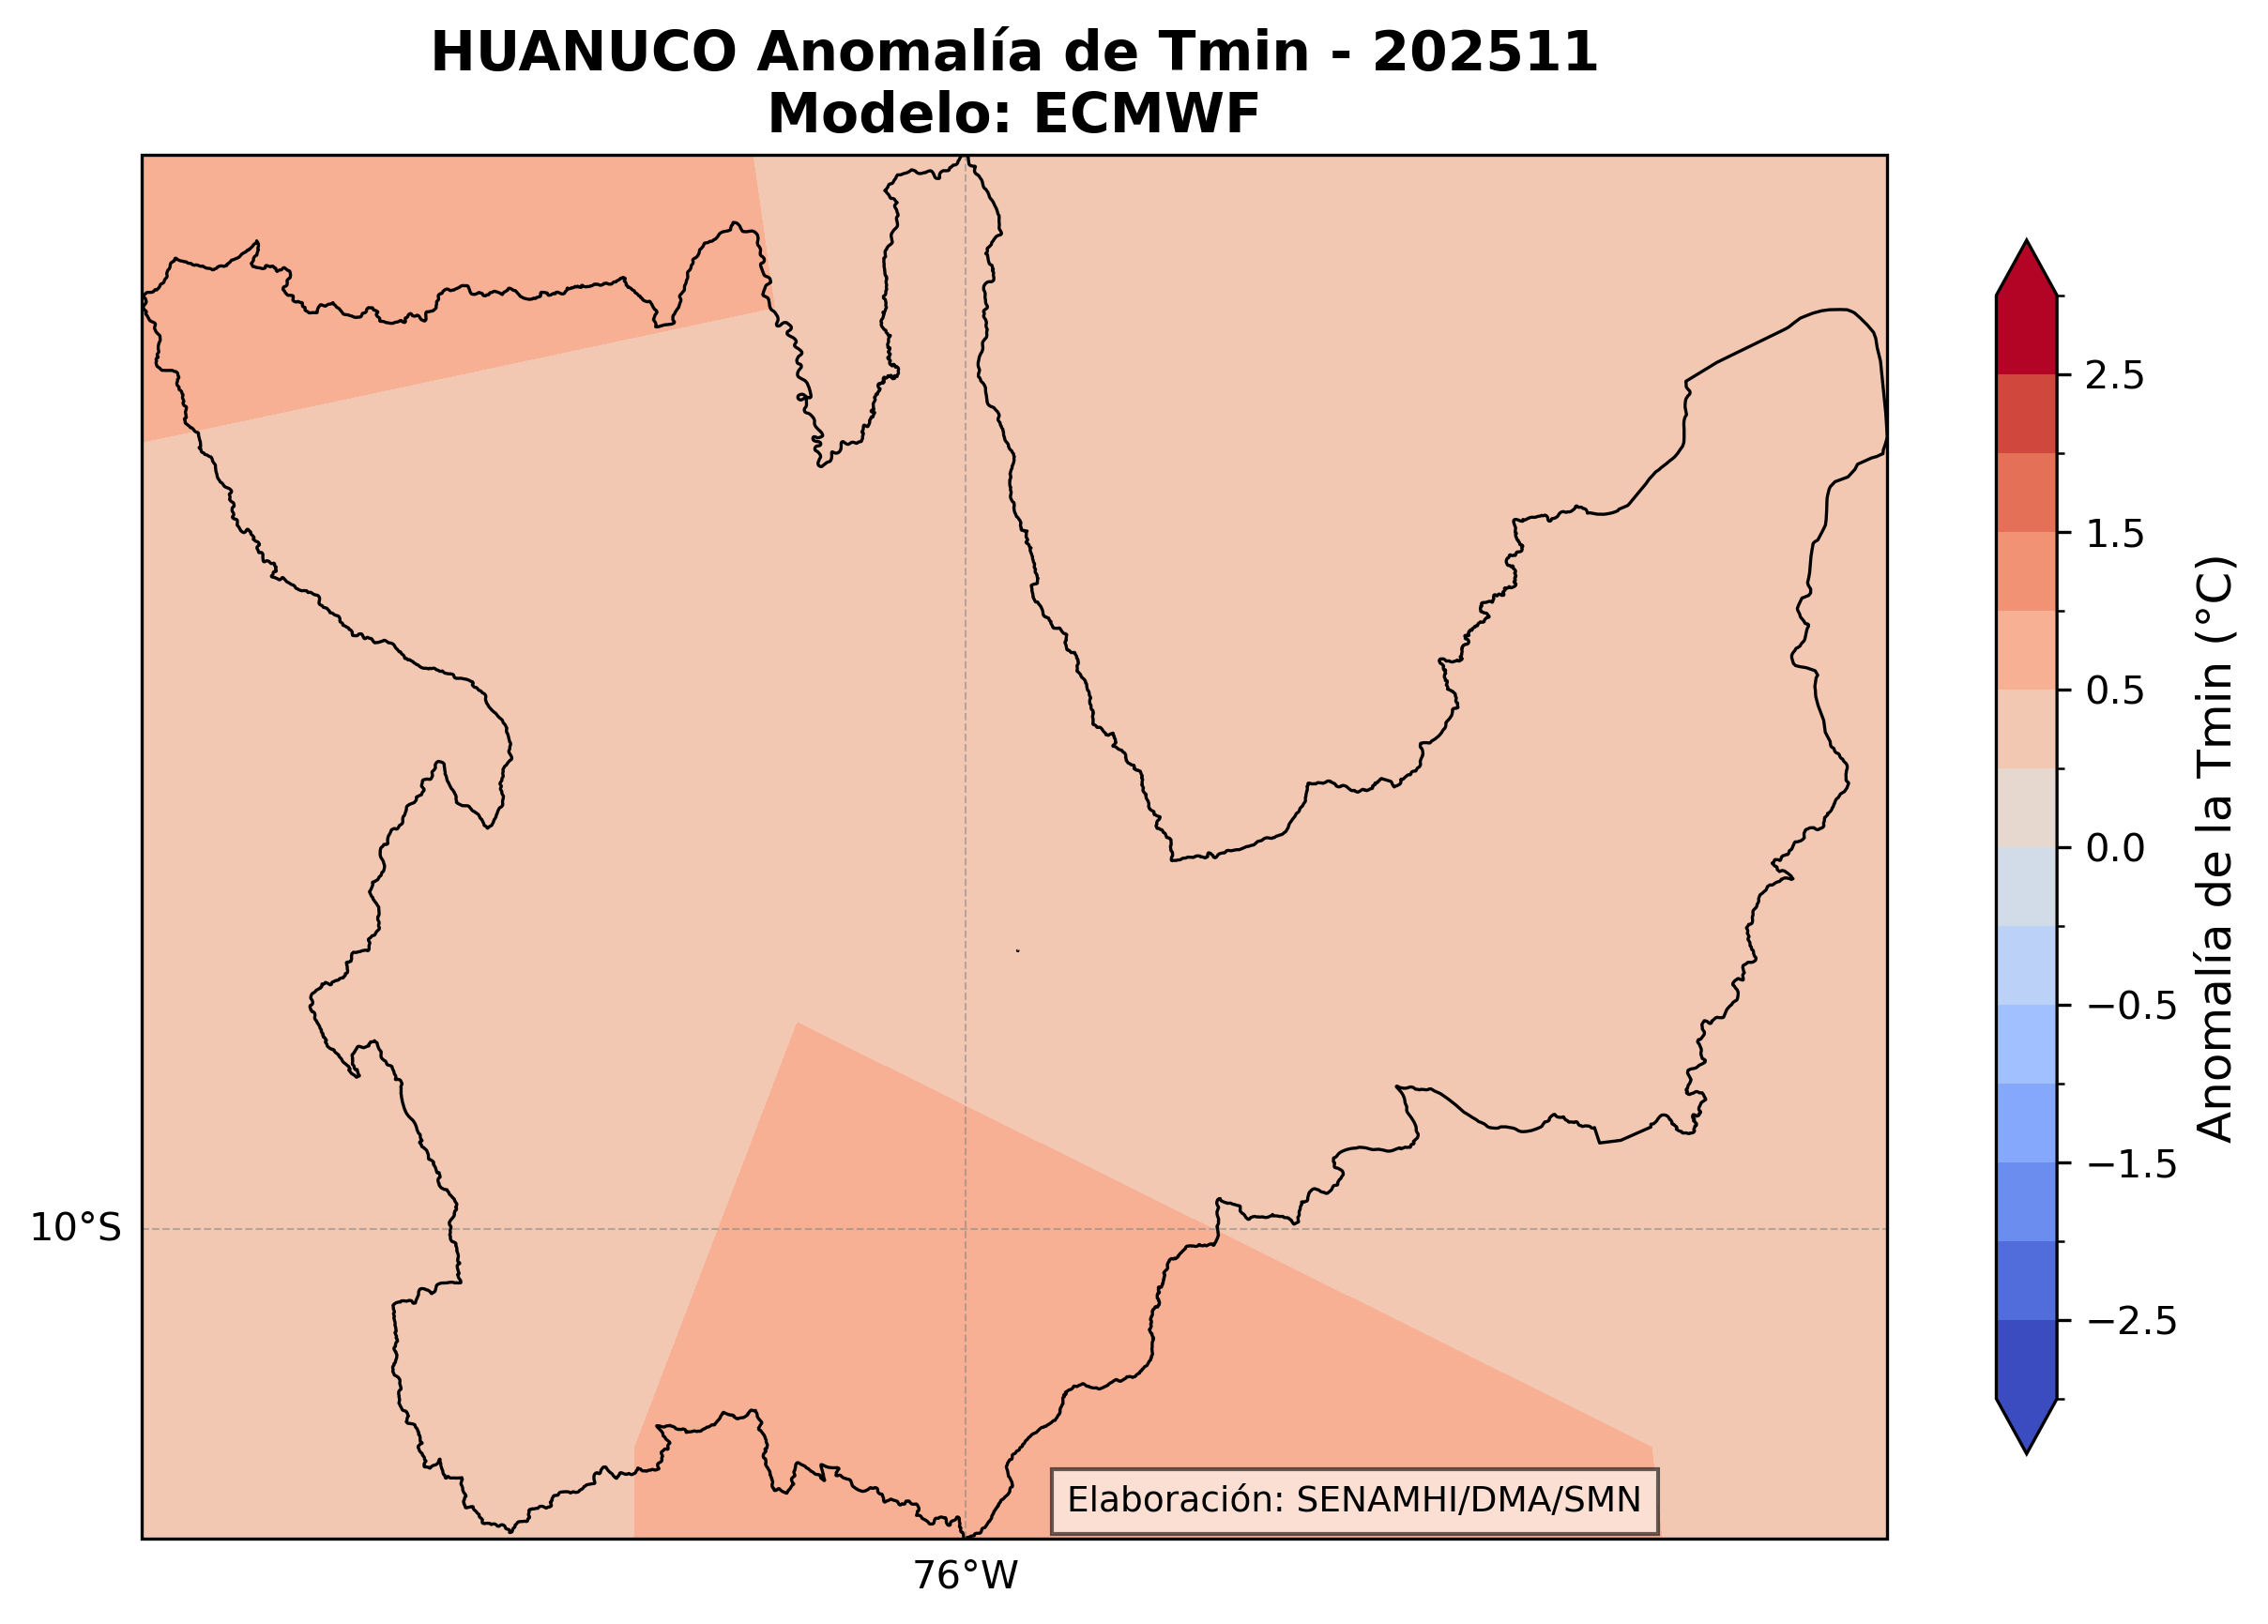 HUANUCO Anomalía de Tmin - 202511
Modelo: ECMWF
2.5
1.5
0.5
0.0
−0.5
−1.5
−2.5
Anomalía de la Tmin (°C)
10°S
76°W
Elaboración: SENAMHI/DMA/SMN